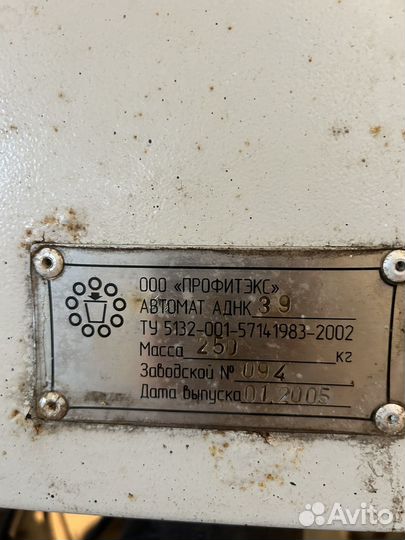 ООО «ПРОФИТЭКС»
АВТОМАТ АДНК 39
ТУ 5132-001-57141983-2002
Масса 250 кг
Заводской № 094
Дата выпуска 01.2005
Avito